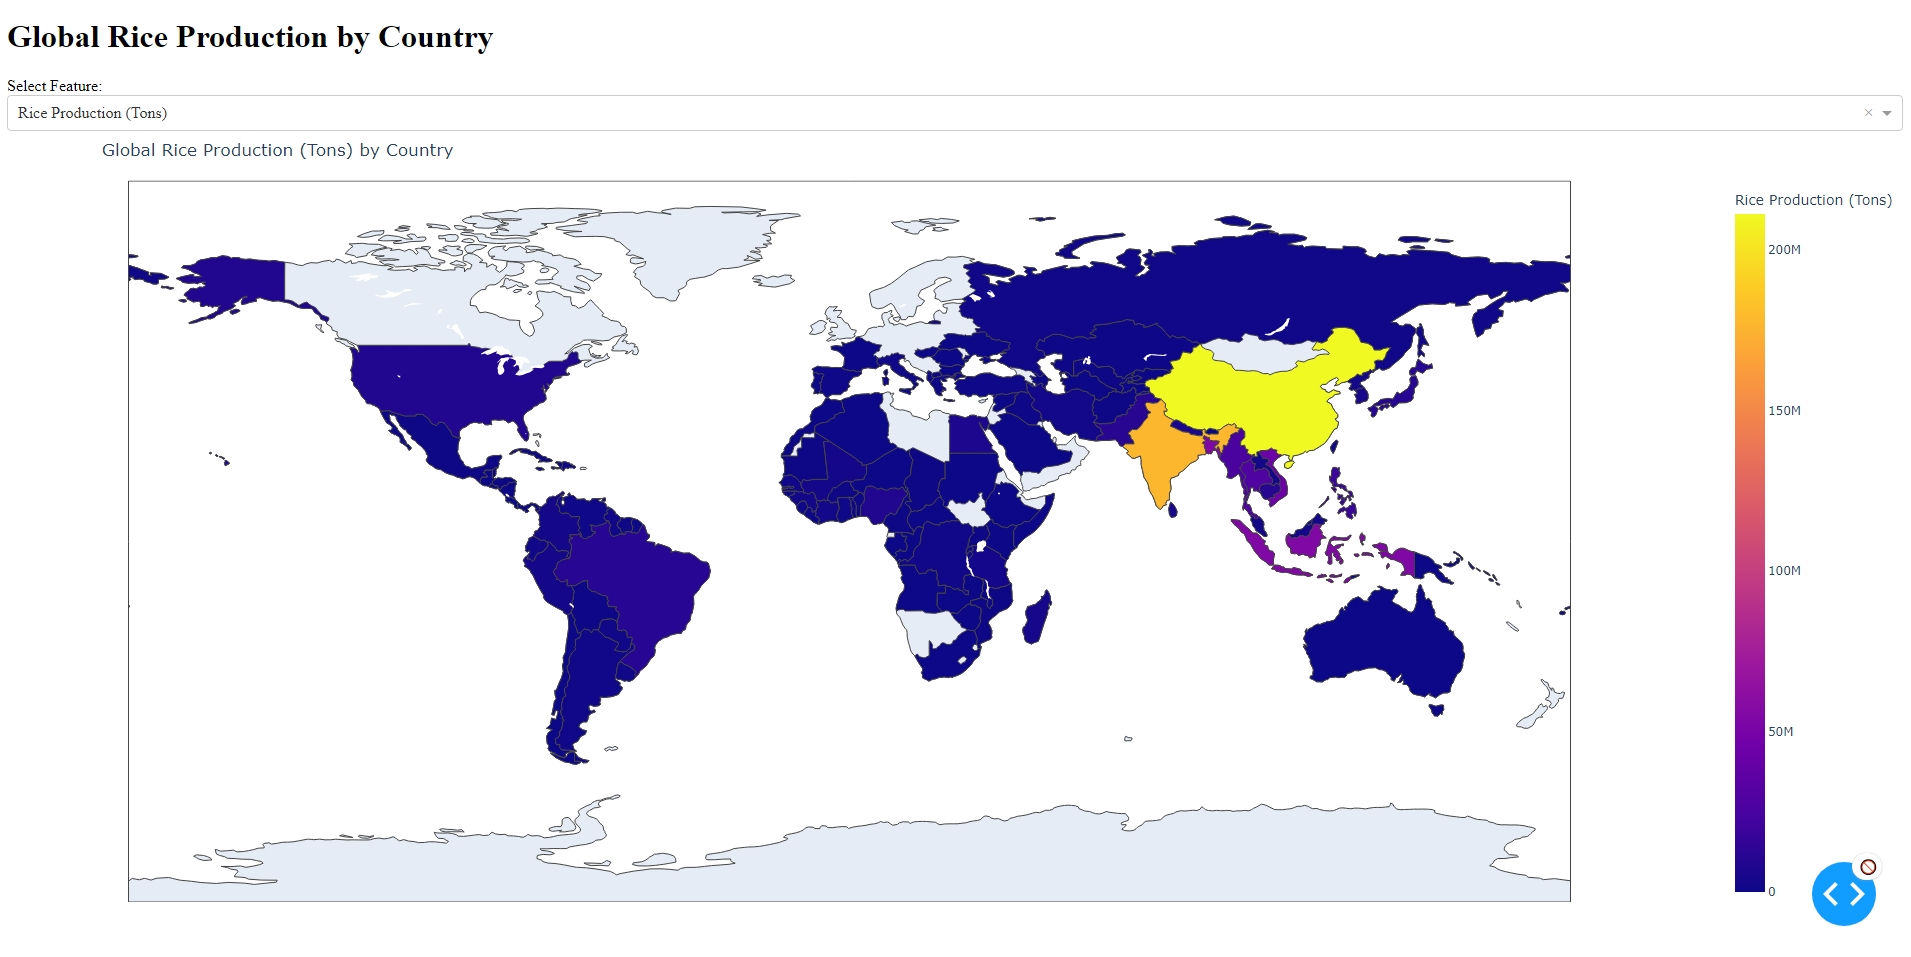 Global Rice Production by Country
Select Feature:
Rice Production (Tons)
Global Rice Production (Tons) by Country
Rice Production (Tons)
200M
150M
100M
50M
0